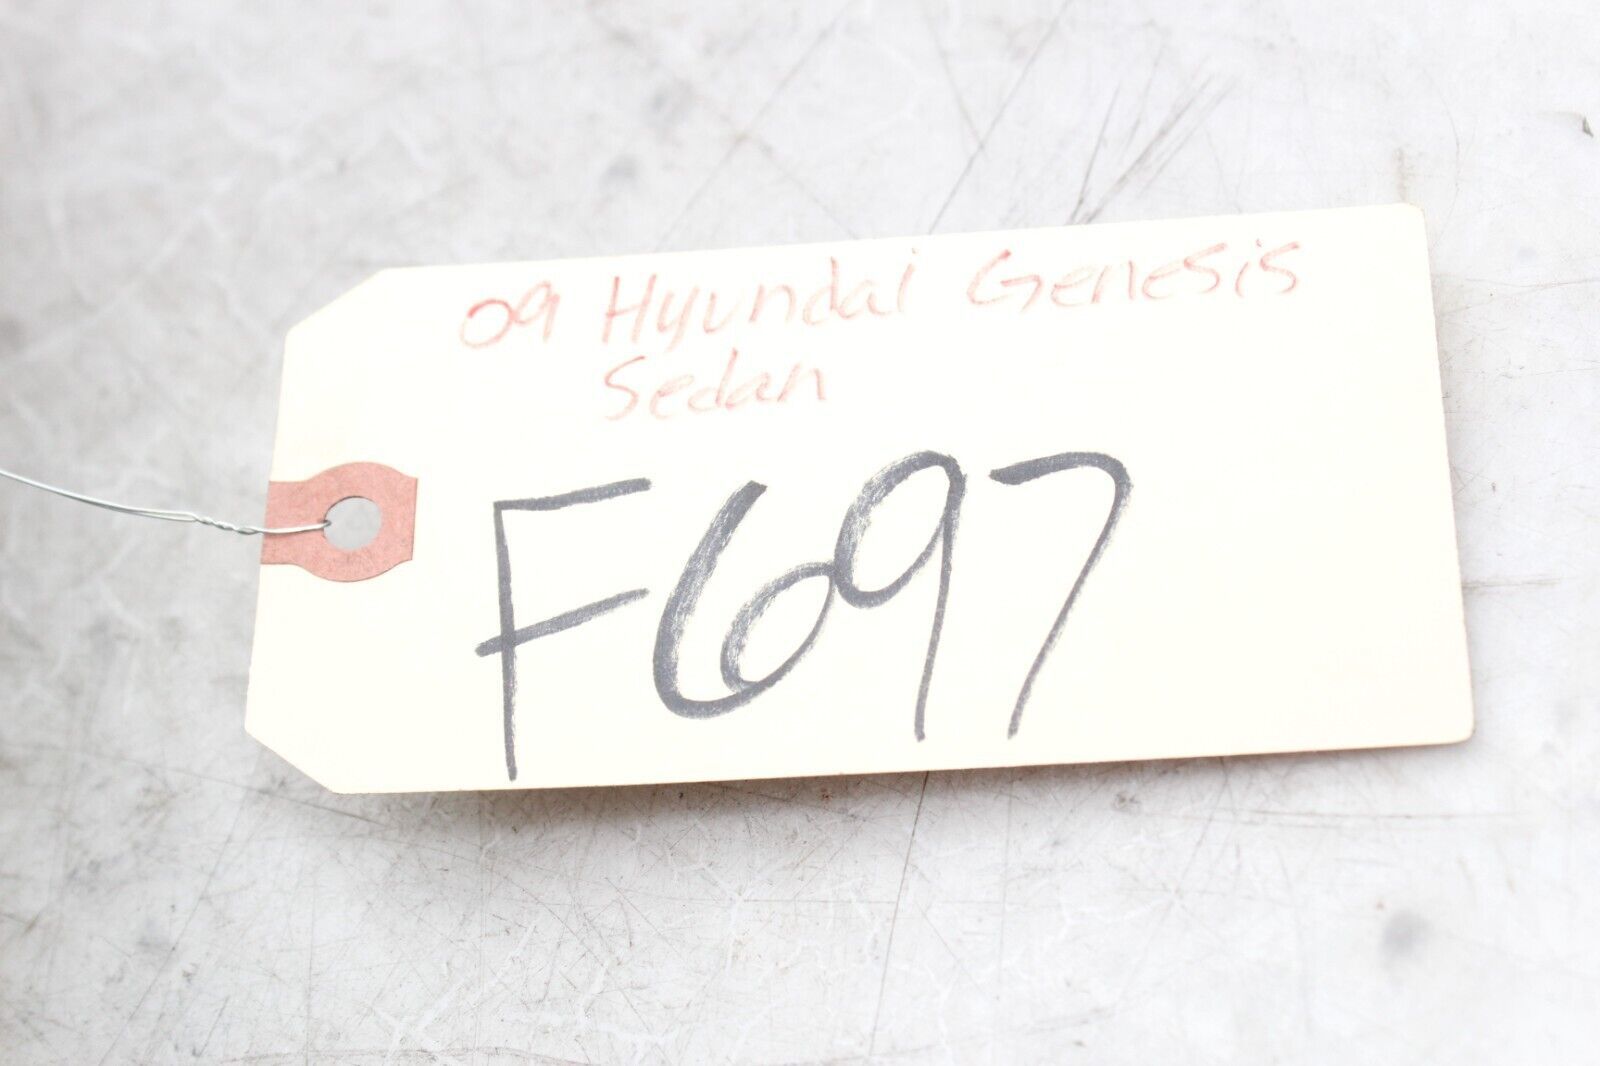 09 Hyundai Genesis
Sedan
F697